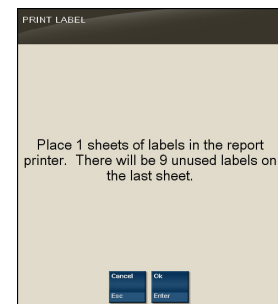 PRINT LABEL
Place 1 sheets of labels in the report
printer. There will be 9 unused labels on
the last sheet.
Cancel Ok
Esc Enter